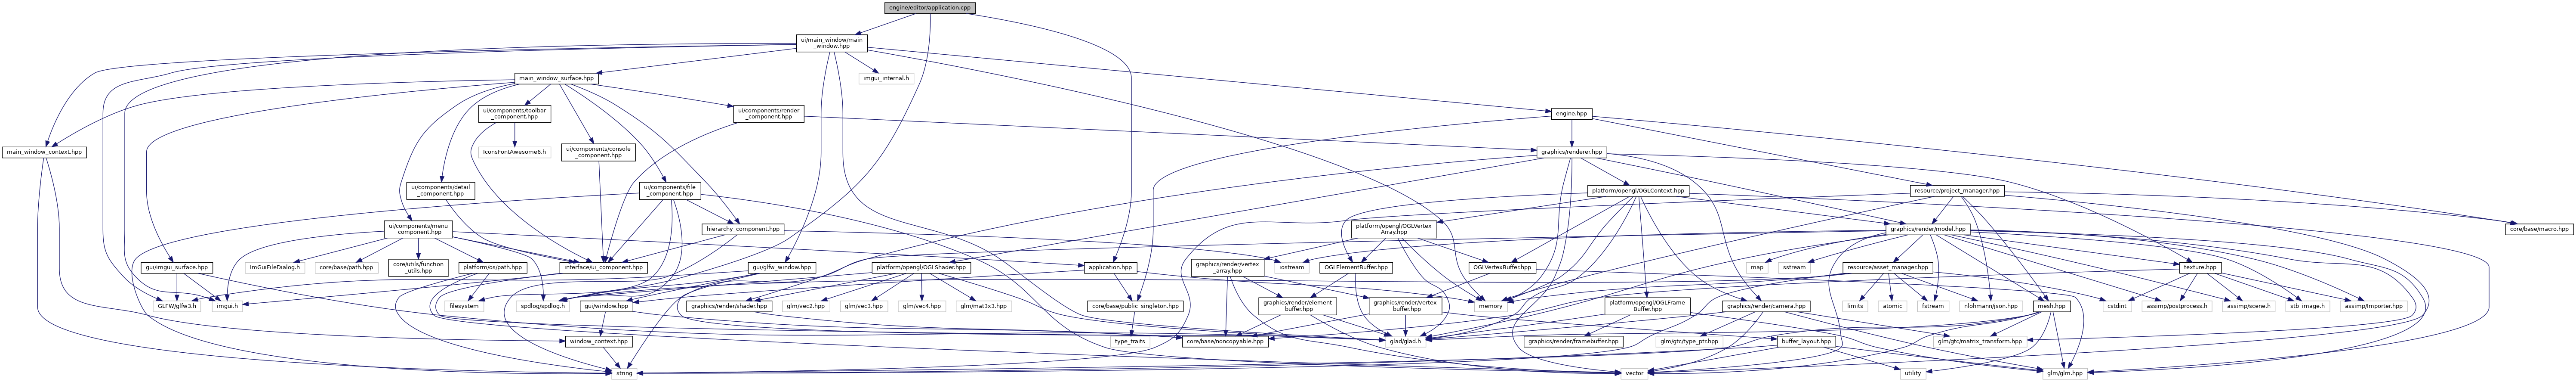 engine/editor/application.cpp
ui/main_window/main
_window.hpp
main_window_surface.hpp
imgui_internal.h
ui/components/toolbar
_component.hpp
ui/components/render
_component.hpp
engine.hpp
main_window_context.hpp
IconsFontAwesome6.h
ui/components/console
_component.hpp
graphics/renderer.hpp
ui/components/detail
_component.hpp
ui/components/file
_component.hpp
platform/opengl/OGLContext.hpp
resource/project_manager.hpp
ui/components/menu
_component.hpp
hierarchy_component.hpp
platform/opengl/OGLVertex
Array.hpp
graphics/render/model.hpp
core/base/macro.hpp
gui/imgui_surface.hpp
ImGuiFileDialog.h
core/base/path.hpp
core/utils/function
_utils.hpp
platform/os/path.hpp
interface/ui_component.hpp
gui/glfw_window.hpp
platform/opengl/OGLShader.hpp
application.hpp
graphics/render/vertex
_array.hpp
iostream
OGLElementBuffer.hpp
OGLVertexBuffer.hpp
map
sstream
resource/asset_manager.hpp
texture.hpp
GLFW/glfw3.h
imgui.h
filesystem
spdlog/spdlog.h
gui/window.hpp
graphics/render/shader.hpp
glm/vec2.hpp
glm/vec3.hpp
glm/vec4.hpp
glm/mat3x3.hpp
core/base/public_singleton.hpp
graphics/render/element
_buffer.hpp
graphics/render/vertex
_buffer.hpp
memory
platform/opengl/OGLFrame
Buffer.hpp
graphics/render/camera.hpp
limits
atomic
fstream
nlohmann/json.hpp
mesh.hpp
cstdint
assimp/postprocess.h
assimp/scene.h
stb_image.h
assimp/Importer.hpp
window_context.hpp
type_traits
core/base/noncopyable.hpp
glad/glad.h
graphics/render/framebuffer.hpp
glm/gtc/type_ptr.hpp
buffer_layout.hpp
glm/gtc/matrix_transform.hpp
string
vector
utility
glm/glm.hpp